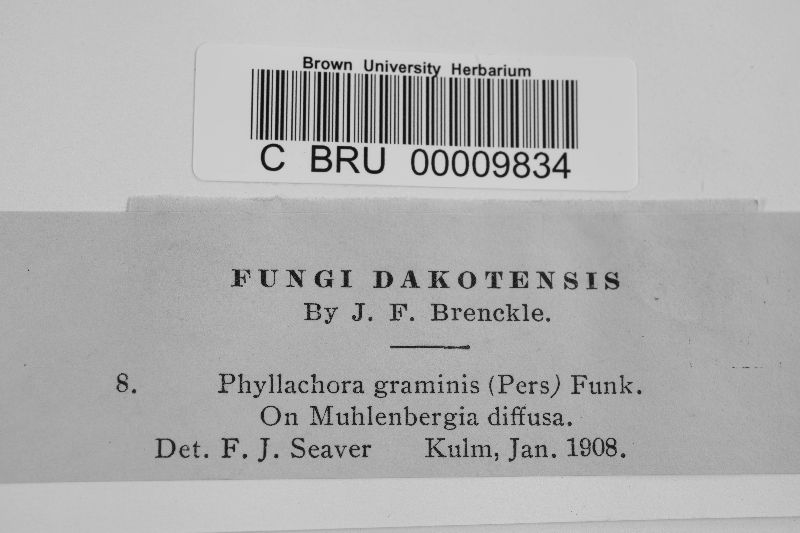 Brown University Herbarium
C BRU 00009834
FUNGI DAKOTENSIS
By J. F. Brenckle.
8. Phyllachora graminis (Pers) Funk.
On Muhlenbergia diffusa.
Det. F. J. Seaver Kulm, Jan. 1908.